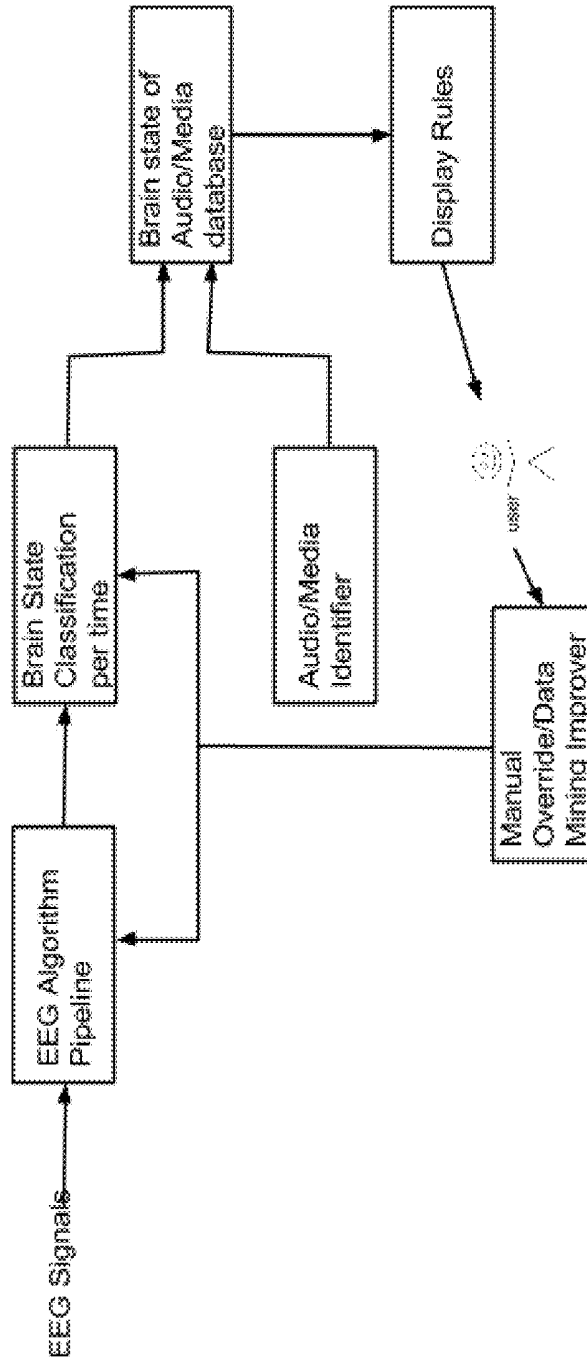 EEG Signals
EEG Algorithm
Pipeline
Brain State
Classification
per time
Brain state of
Audio/Media
database
Audio/Media
Identifier
Display Rules
user
Manual
Override/Data
Mining Improver